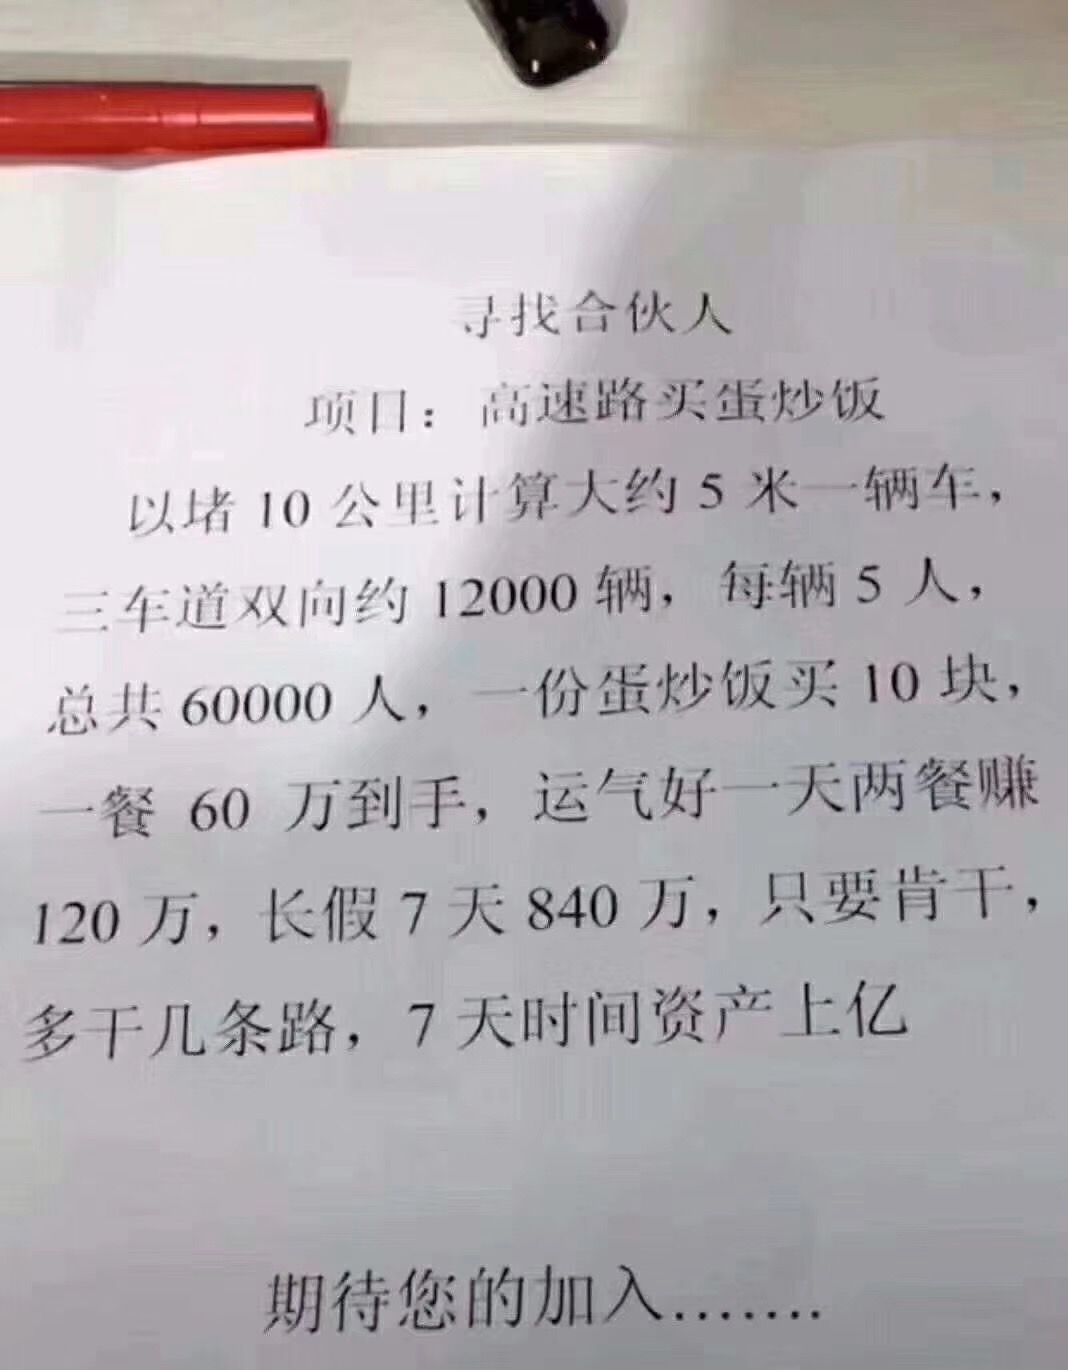 寻找合伙人
项目：高速路买蛋炒饭
以堵 10 公里计算大约 5 米一辆车，
三车道双向约 12000 辆，每辆 5 人，
总共 60000 人，一份蛋炒饭买 10 块，
一餐 60 万到手，运气好一天两餐赚
120 万，长假 7 天 840 万，只要肯干，
多干几条路，7 天时间资产上亿
期待您的加入.......